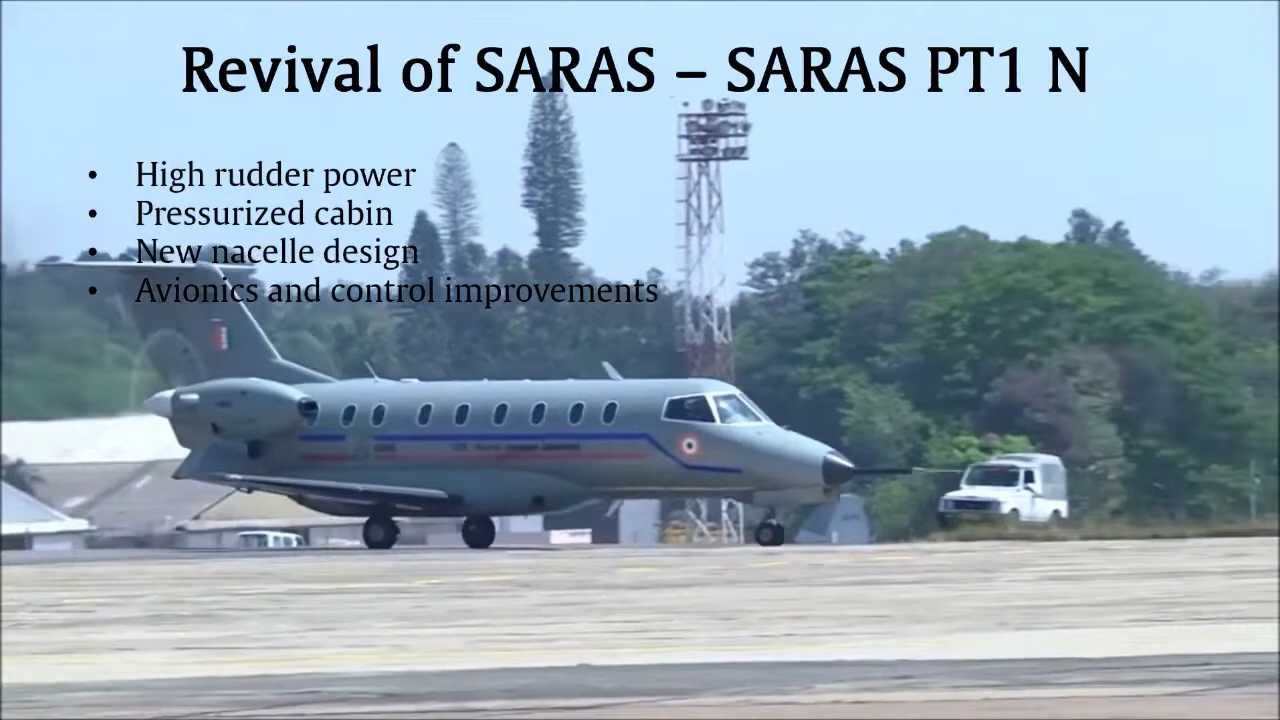 Revival of SARAS – SARAS PT1 N
• High rudder power
• Pressurized cabin
• New nacelle design
• Avionics and control improvements